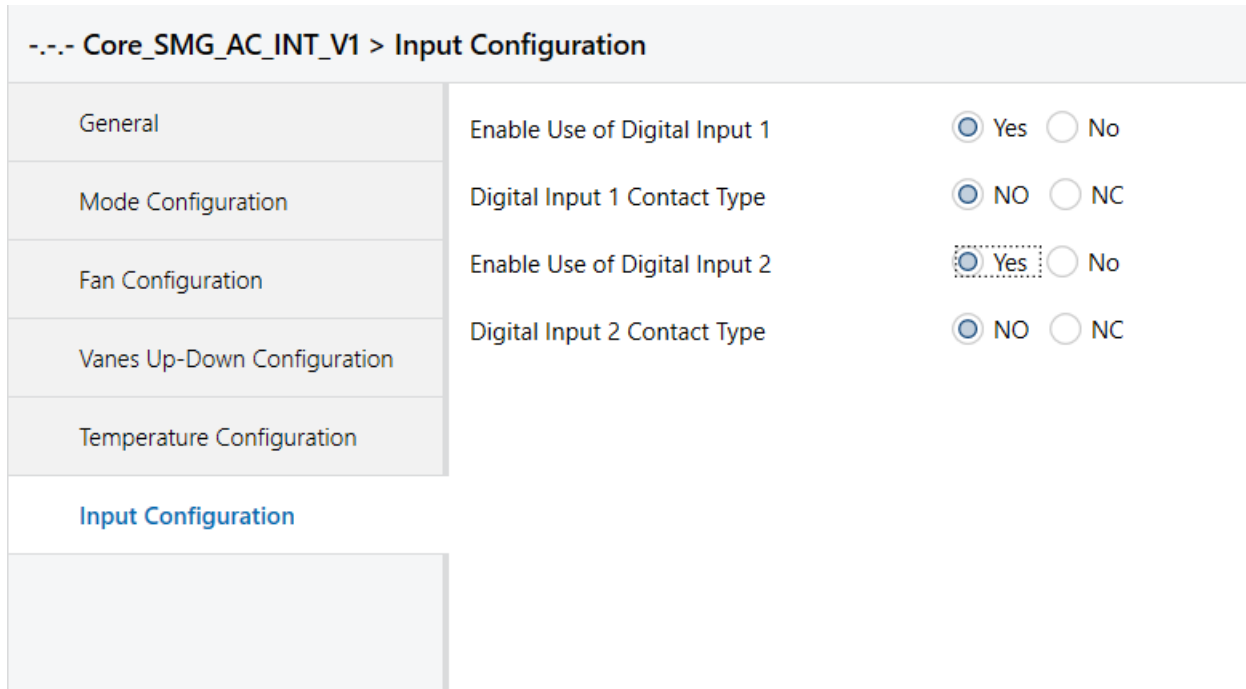 -.-.- Core_SMG_AC_INT_V1 > Input Configuration
General
Mode Configuration
Fan Configuration
Vanes Up-Down Configuration
Temperature Configuration
Input Configuration
Enable Use of Digital Input 1 Yes No
Digital Input 1 Contact Type NO NC
Enable Use of Digital Input 2 Yes No
Digital Input 2 Contact Type NO NC